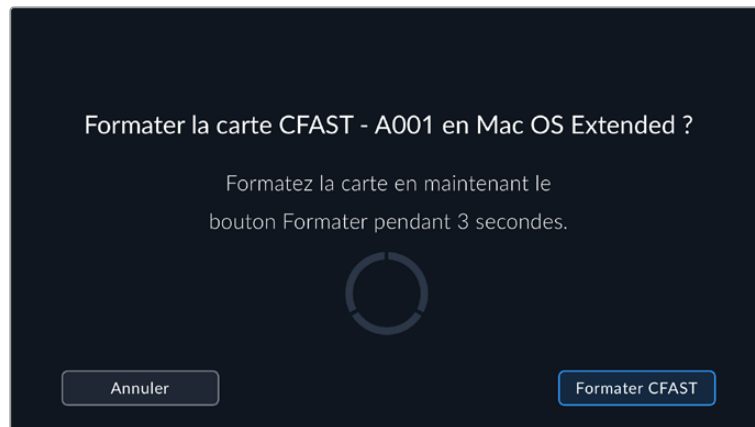 Formater la carte CFAST - A001 en Mac OS Extended ?
Formatez la carte en maintenant le
bouton Formater pendant 3 secondes.
Annuler
Formater CFAST